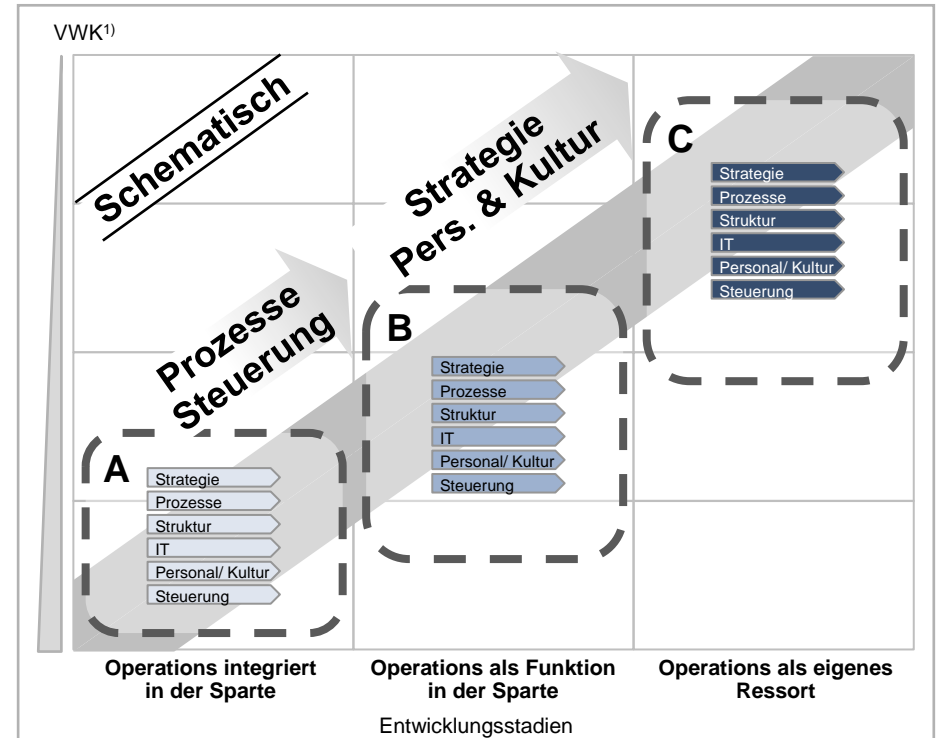 VWK1)
Schematisch
Strategie
Pers. & Kultur
Prozesse
Steuerung
A
Strategie
Prozesse
Struktur
IT
Personal/ Kultur
Steuerung
B
Strategie
Prozesse
Struktur
IT
Personal/ Kultur
Steuerung
C
Strategie
Prozesse
Struktur
IT
Personal/ Kultur
Steuerung
Operations integriert
in der Sparte
Operations als Funktion
in der Sparte
Operations als eigenes
Ressort
Entwicklungsstadien